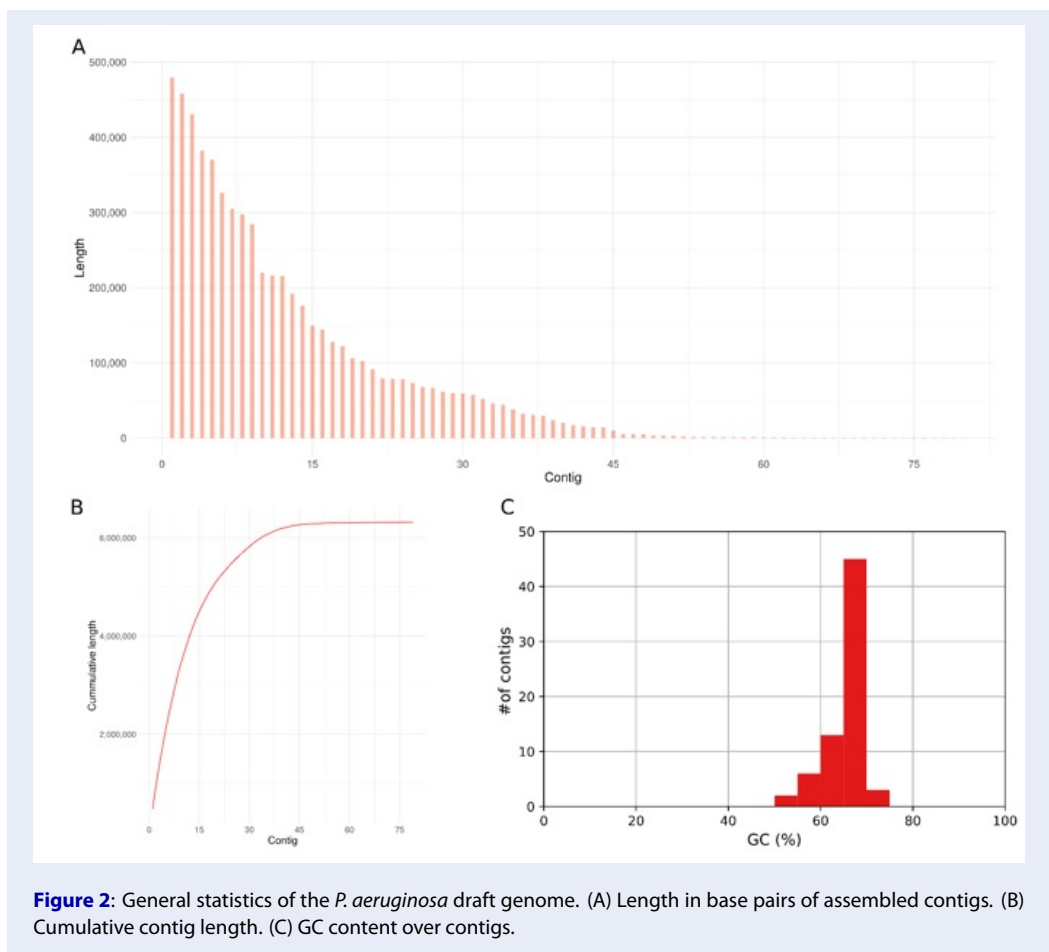 A
500,000
400,000
300,000
200,000
100,000
0
Length
0 15 30 45 60 75
Contig
B
6,000,000
4,000,000
2,000,000
Cummulative length
0 15 30 45 60 75
Contig
C
50
40
30
20
10
0
#of contigs
0 20 40 60 80 100
GC (%)
Figure 2: General statistics of the P. aeruginosa draft genome. (A) Length in base pairs of assembled contigs. (B)
Cumulative contig length. (C) GC content over contigs.